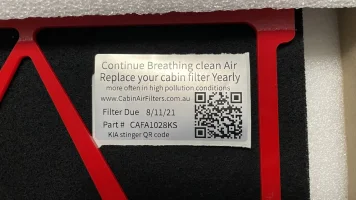 Continue Breathing clean Air
Replace your cabin filter Yearly
more often in high pollution conditions
www.CabinAirFilters.com.au
Filter Due 8/11/21
Part # CAFA1028KS
KIA stinger QR code